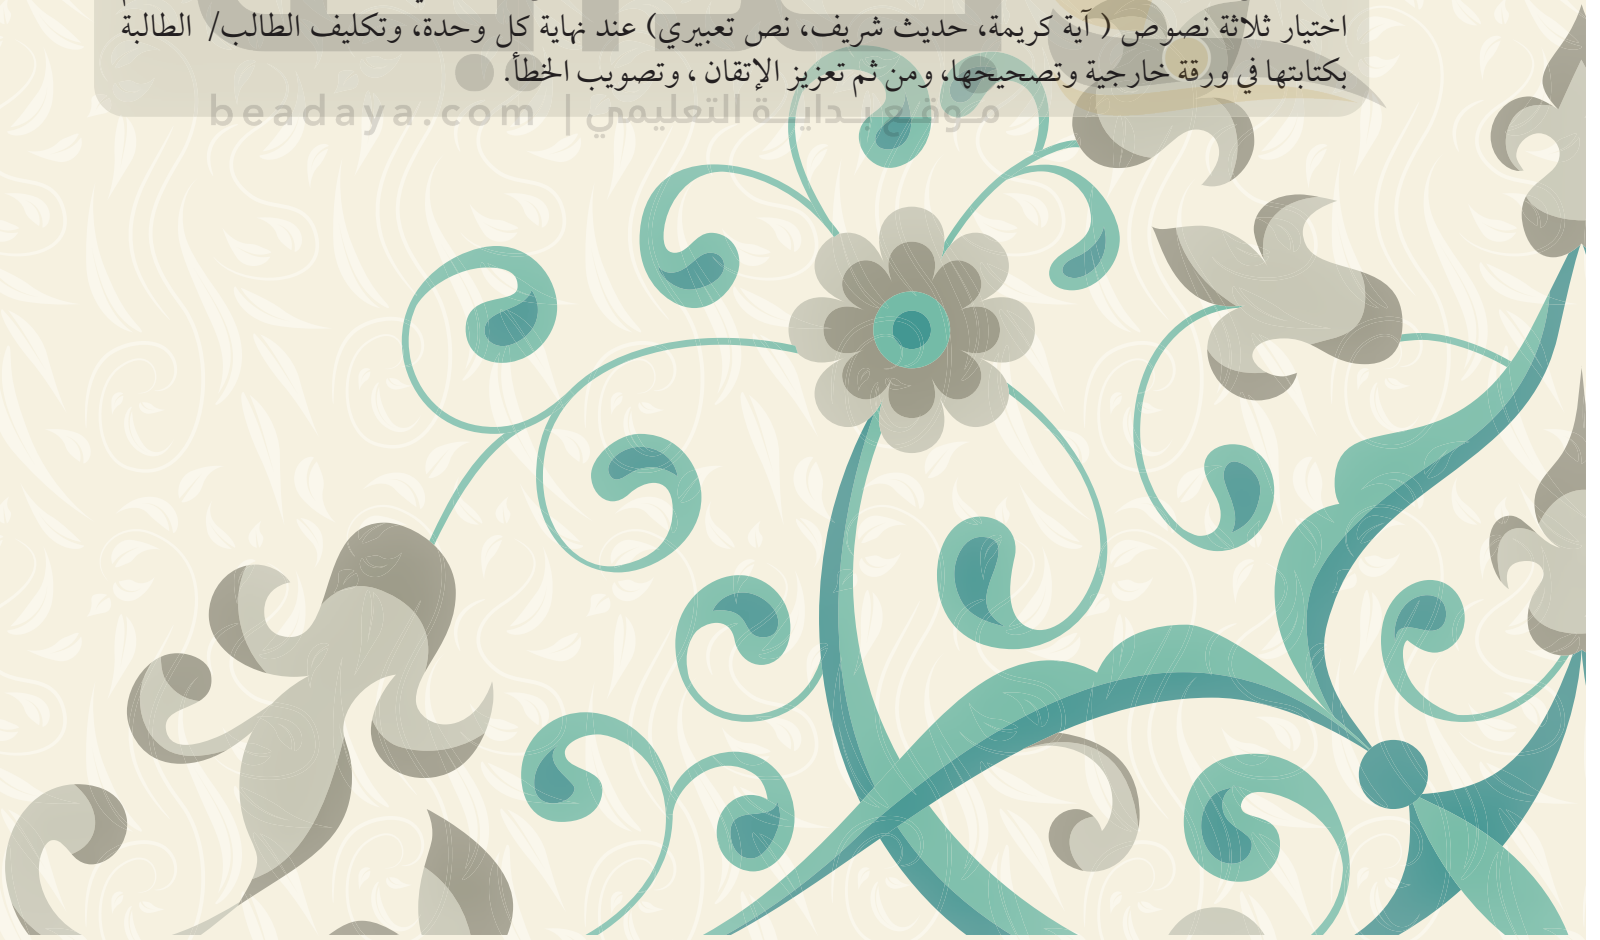 اختيار ثلاثة نصوص ( آية كريمة، حديث شريف، نص تعبيري) عند نهاية كل وحدة، وتكليف الطالب/ الطالبة
بكتابتها في ورقة خارجية وتصحيحها، ومن ثم تعزيز الإتقان ، وتصويب الخطأ.
موقع بـدايــة التعليمي | beadaya.com